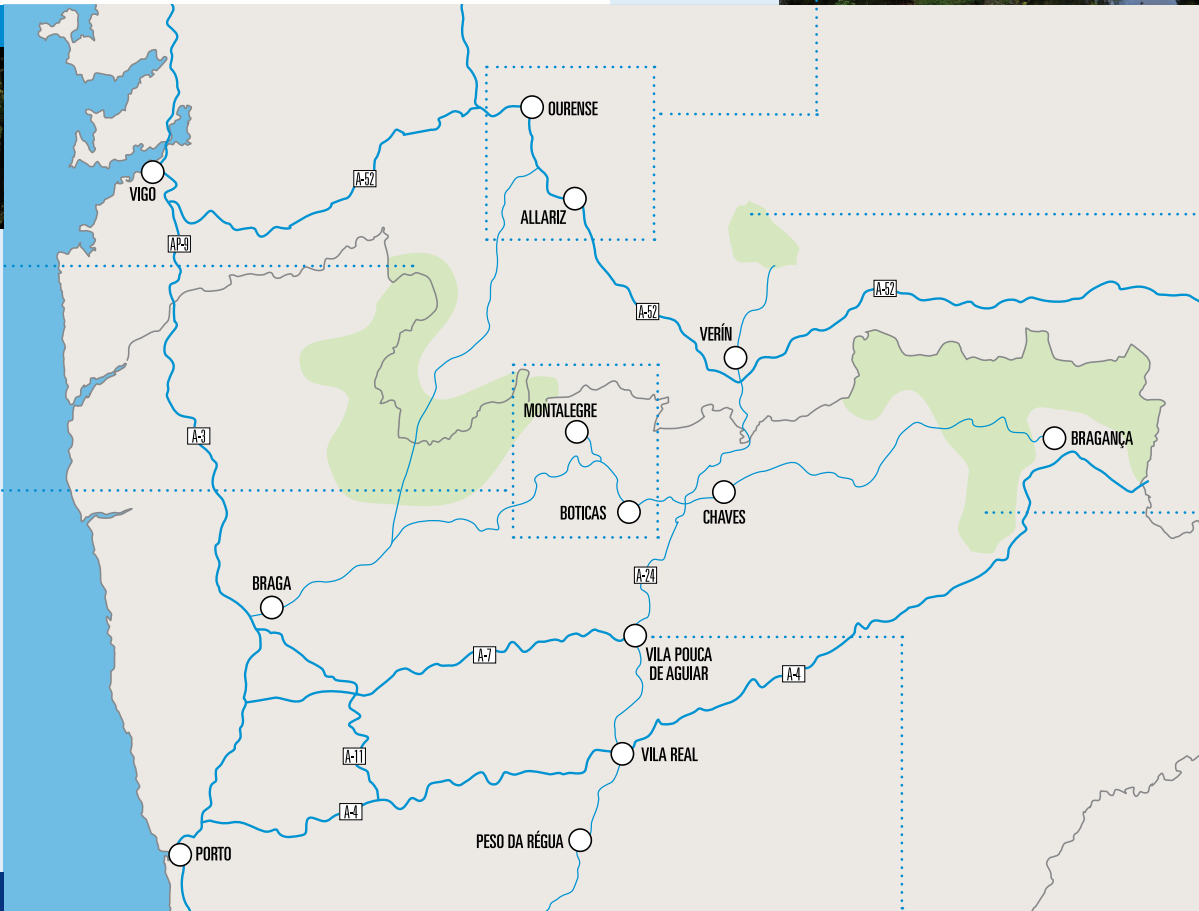 OURENSE
VIGO
A-52
ALLARIZ
AP-9
A-52
A-52
VERÍN
MONTALEGRE
A-3
BRAGANÇA
BOTICAS
CHAVES
A-24
BRAGA
A-7
VILA POUCA
DE AGUIAR
A-4
A-11
VILA REAL
A-4
PESO DA RÉGUA
PORTO